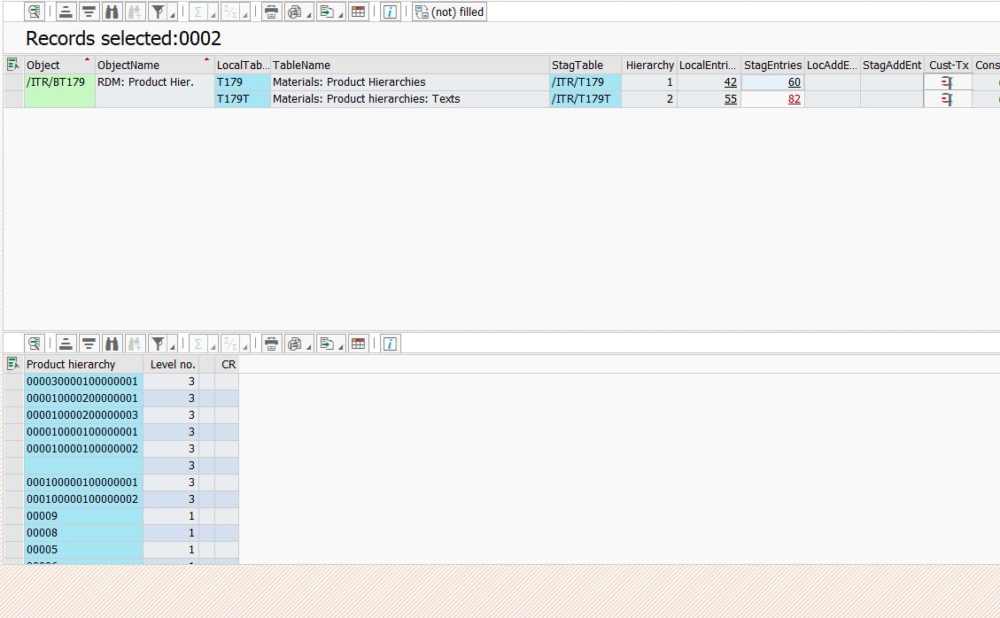 (not) filled
Records selected:0002
Object ObjectName LocalTab... TableName StagTable Hierarchy LocalEntri... StagEntries LocAddE... StagAddEnt Cust-Tx Cons
/ITR/BT179 RDM: Product Hier. T179 Materials: Product Hierarchies /ITR/T179 1 42 60
T179T Materials: Product hierarchies: Texts /ITR/T179T 2 55 82
Product hierarchy Level no. CR
000030000100000001 3
000010000200000001 3
000010000200000003 3
000010000100000001 3
000010000100000002 3
3
000100000100000001 3
000100000100000002 3
00009 1
00008 1
00005 1